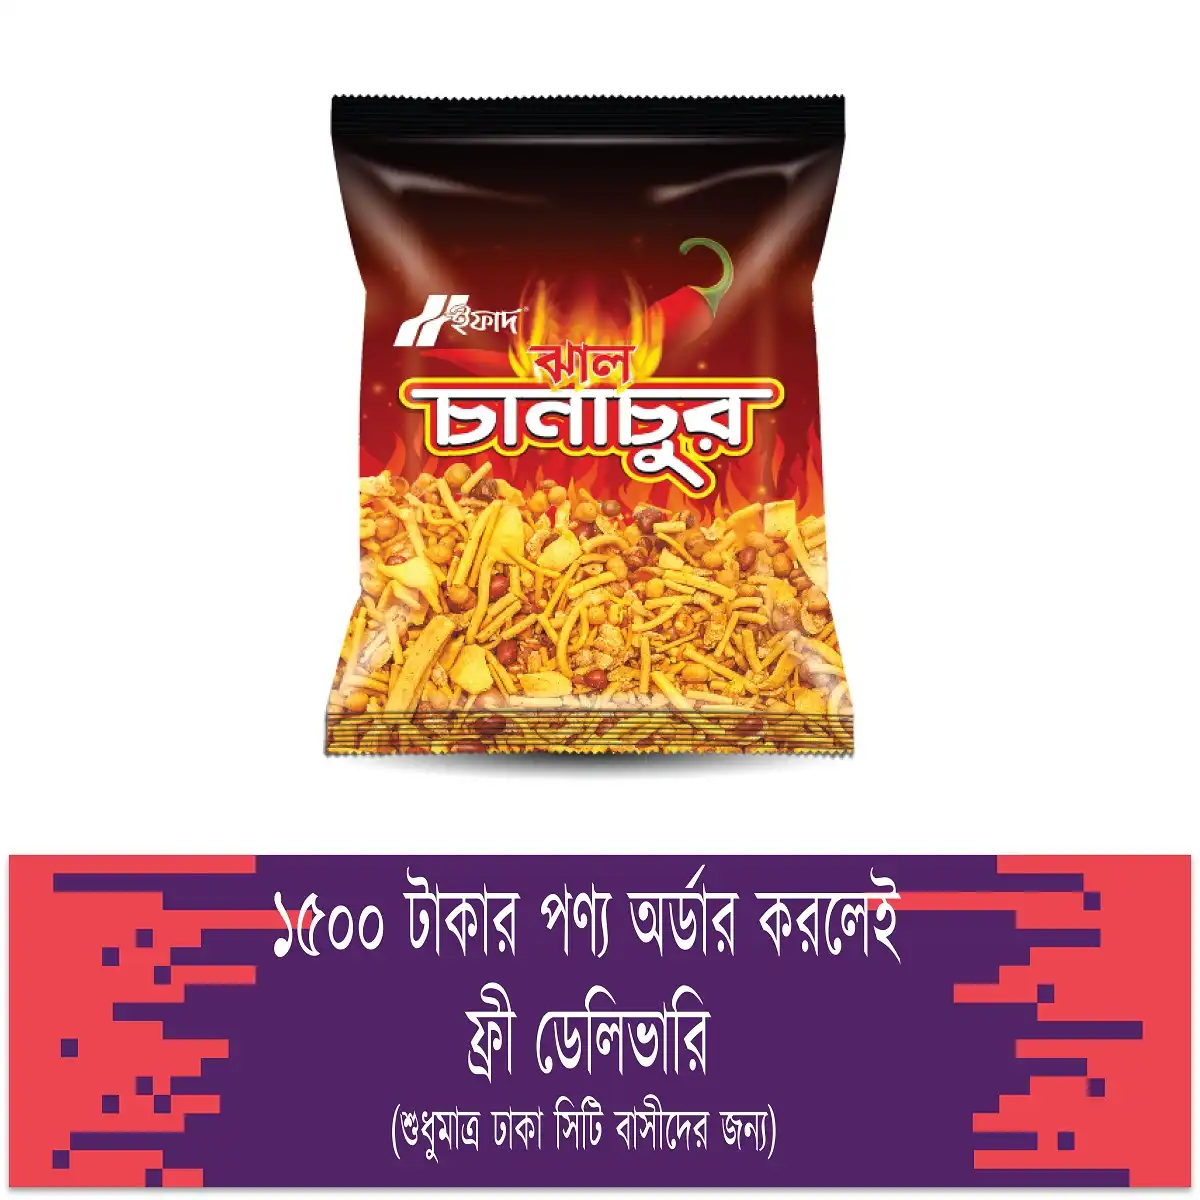 ইফাদ®
ঝাল
চানাচুর
১৫০০ টাকার পণ্য অর্ডার করলেই
ফ্রী ডেলিভারি
(শুধুমাত্র ঢাকা সিটি বাসীদের জন্য)